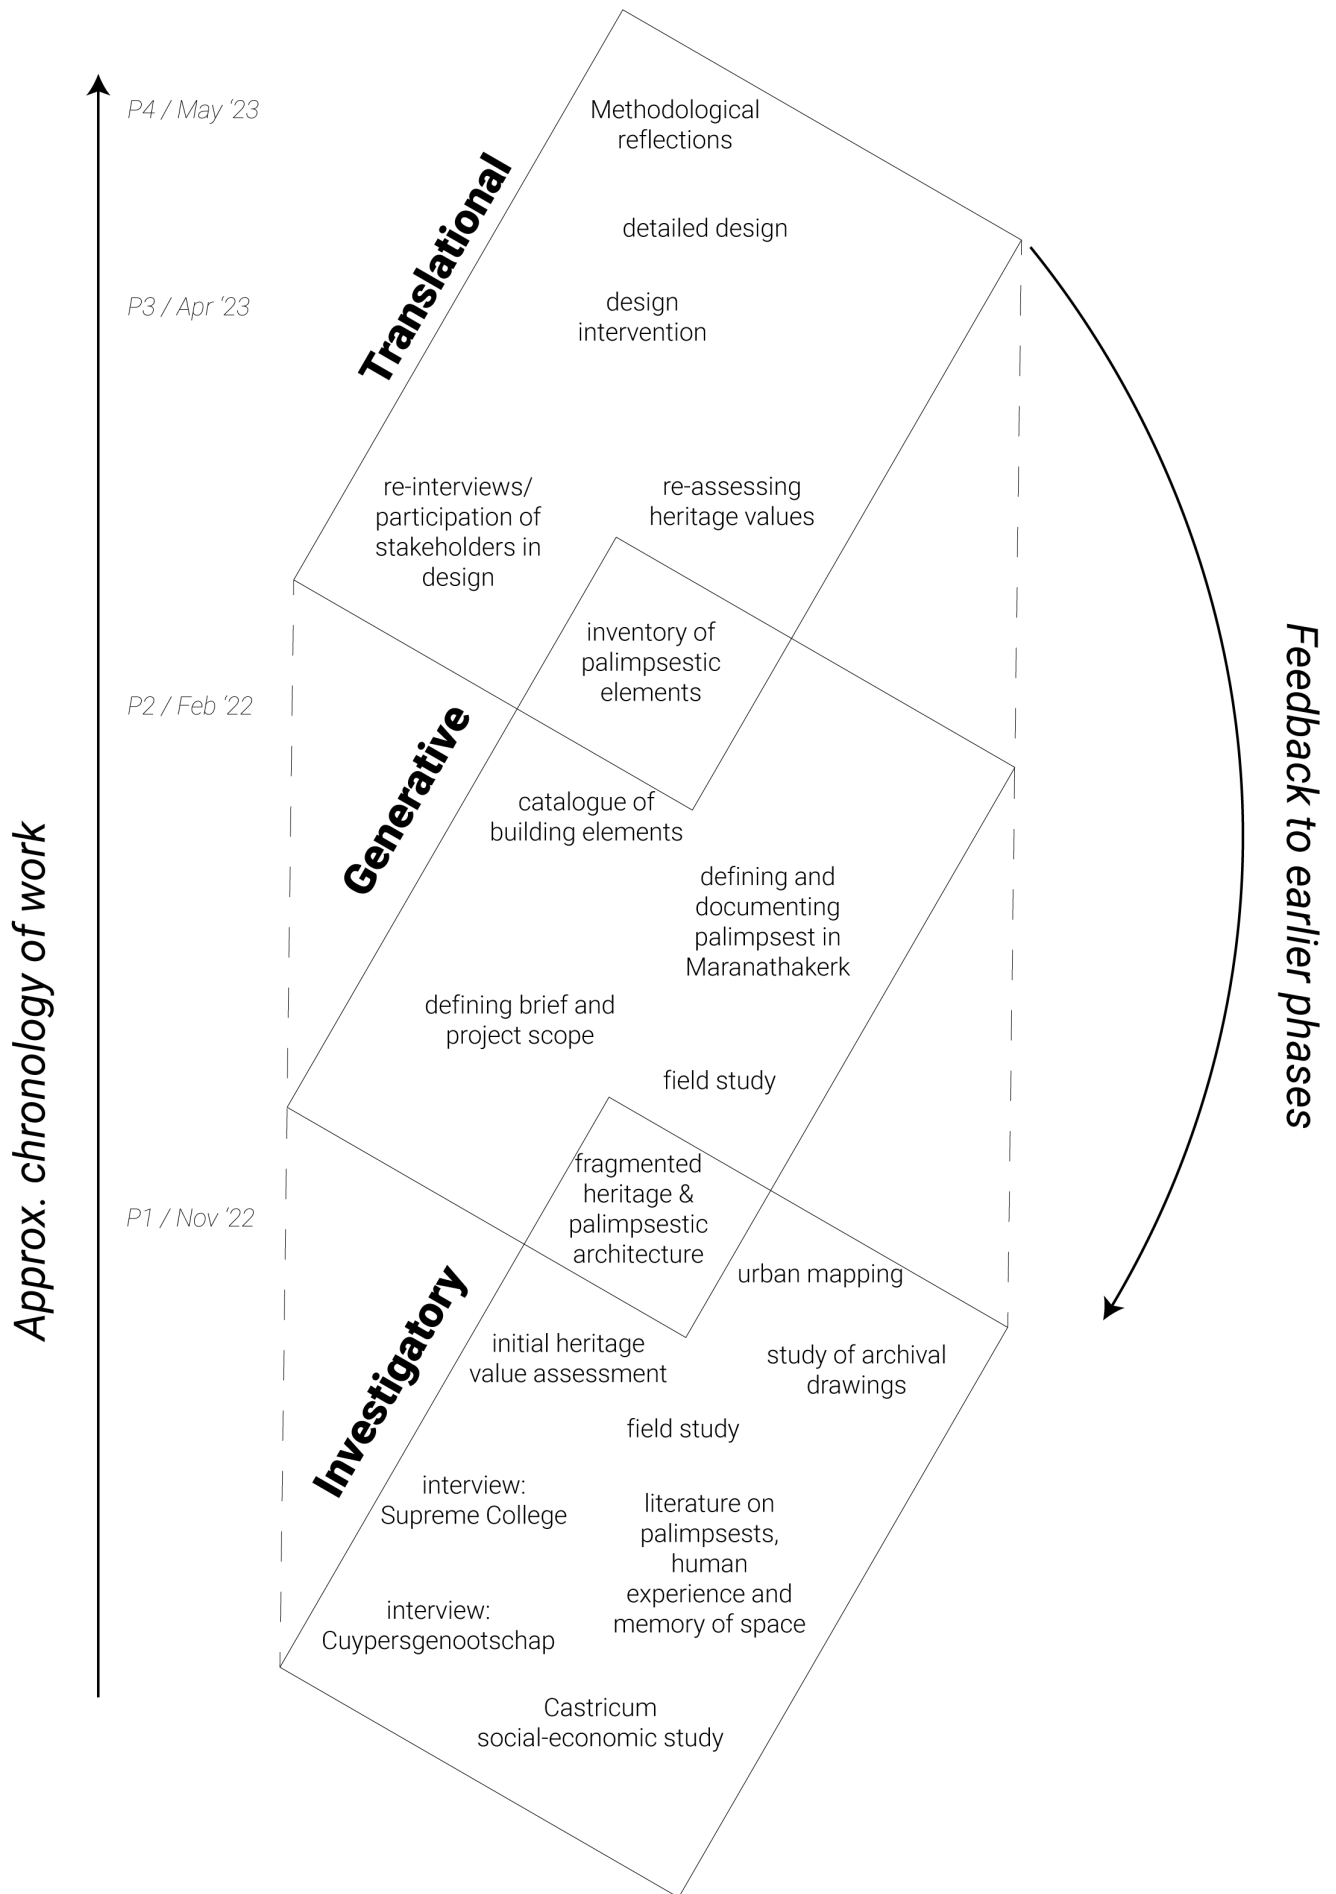 P4 / May ‘23
Methodological
reflections
Translational
detailed design
P3 / Apr ‘23
design
intervention
re-interviews/
participation of
stakeholders in
design
re-assessing
heritage values
inventory of
palimpsestic
elements
P2 / Feb ‘22
Generative
catalogue of
building elements
defining and
documenting
palimpsest in
Maranathakerk
defining brief and
project scope
field study
fragmented
heritage &
palimpsestic
architecture
P1 / Nov ‘22
urban mapping
Investigatory
initial heritage
value assessment
study of archival
drawings
field study
interview:
Supreme College
literature on
palimpsests,
human
experience and
memory of space
interview:
Cuypersgenootschap
Castricum
social-economic study
Approx. chronology of work
Feedback to earlier phases